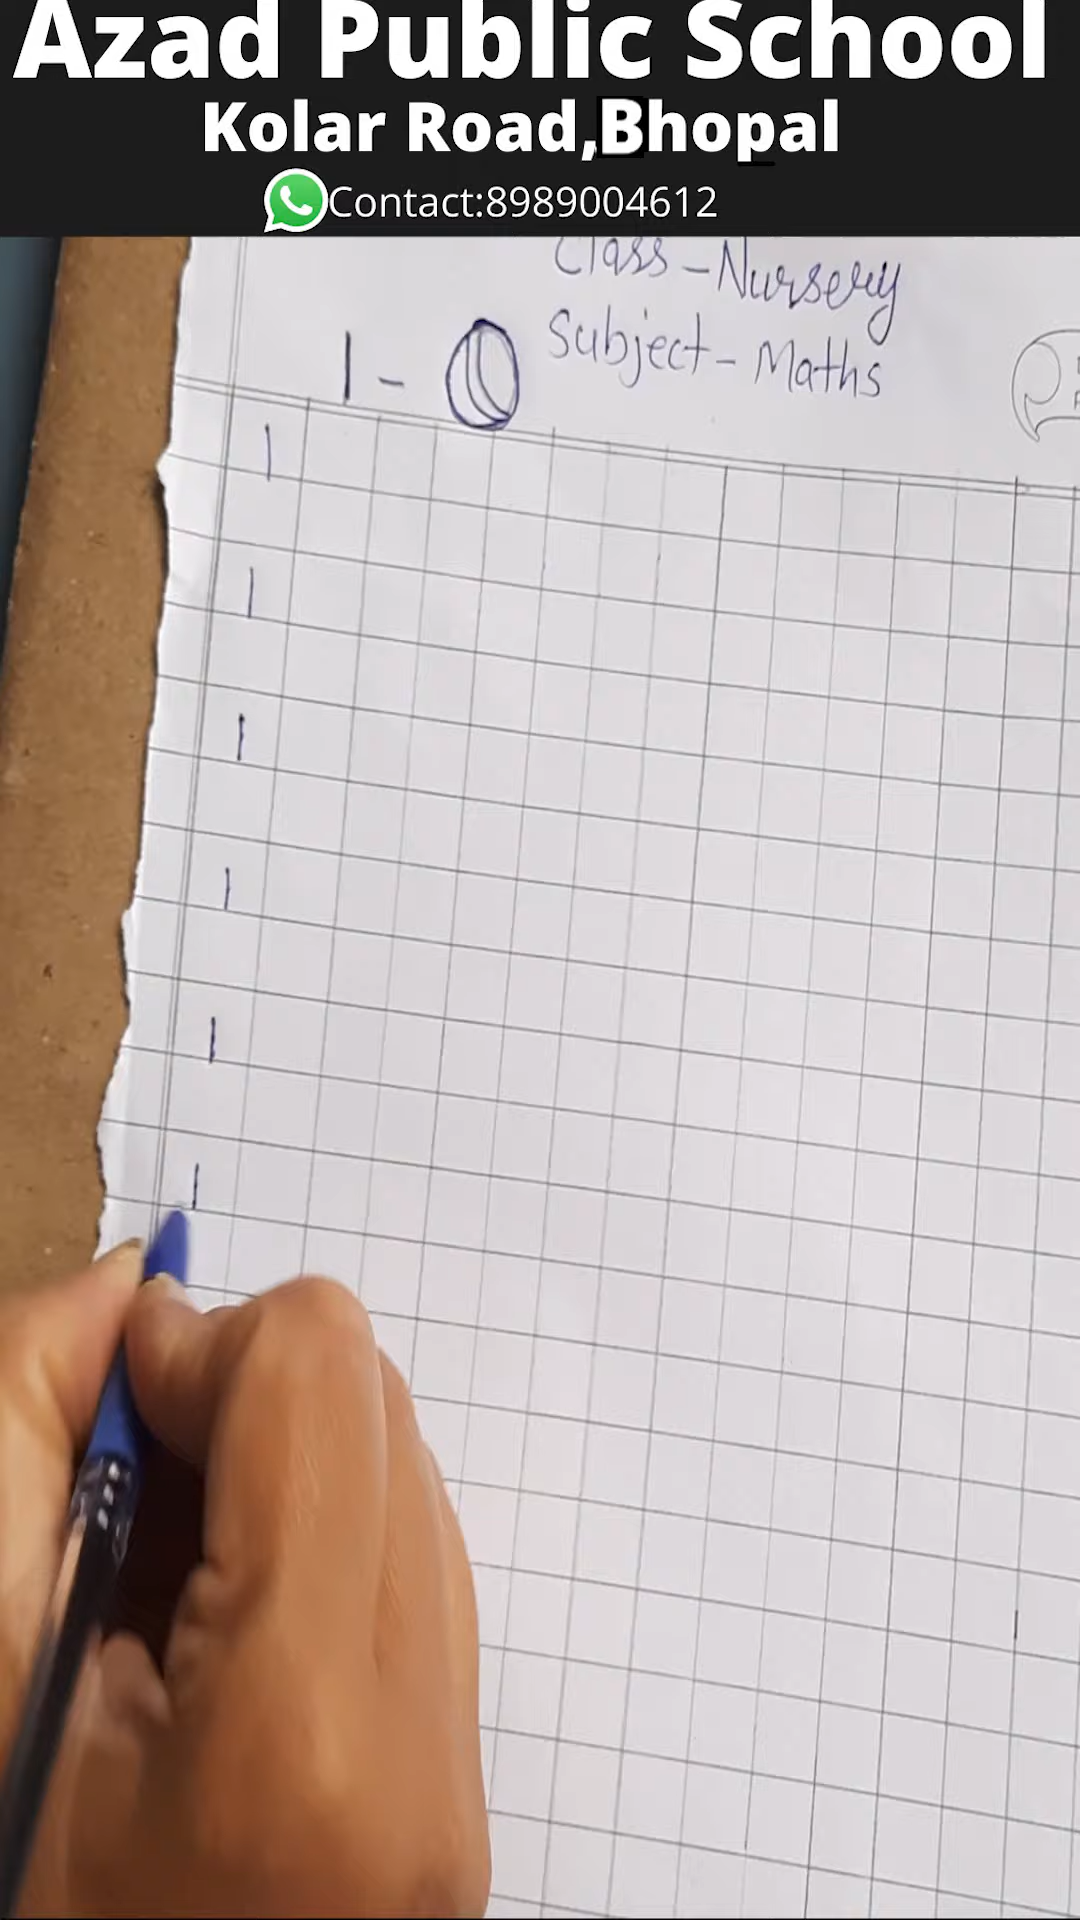 Azad Public School
Kolar Road,Bhopal
Contact:8989004612
Class - Nursery
Subject - Maths
1 -
1
1
1
1
1
1